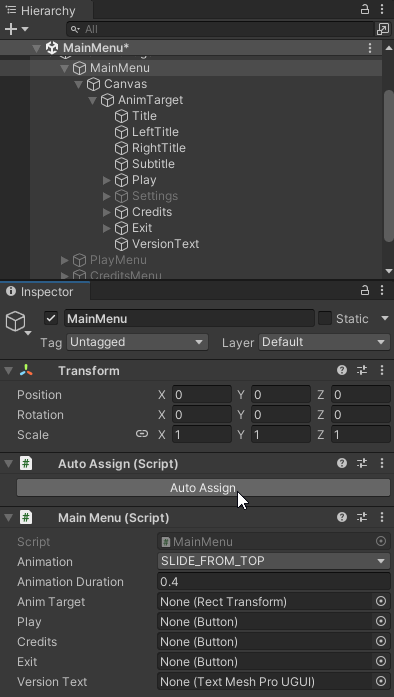 Hierarchy
All
MainMenu*
MainMenu
Canvas
AnimTarget
Title
LeftTitle
RightTitle
Subtitle
Play
Settings
Credits
Exit
VersionText
PlayMenu
CreditsMenu
Inspector
MainMenu Static
Tag Untagged Layer Default
Transform
Position X 0 Y 0 Z 0
Rotation X 0 Y 0 Z 0
Scale X 1 Y 1 Z 1
# Auto Assign (Script)
Auto Assign
# Main Menu (Script)
Script # MainMenu
Animation SLIDE_FROM_TOP
Animation Duration 0.4
Anim Target None (Rect Transform)
Play None (Button)
Credits None (Button)
Exit None (Button)
Version Text None (Text Mesh Pro UGUI)